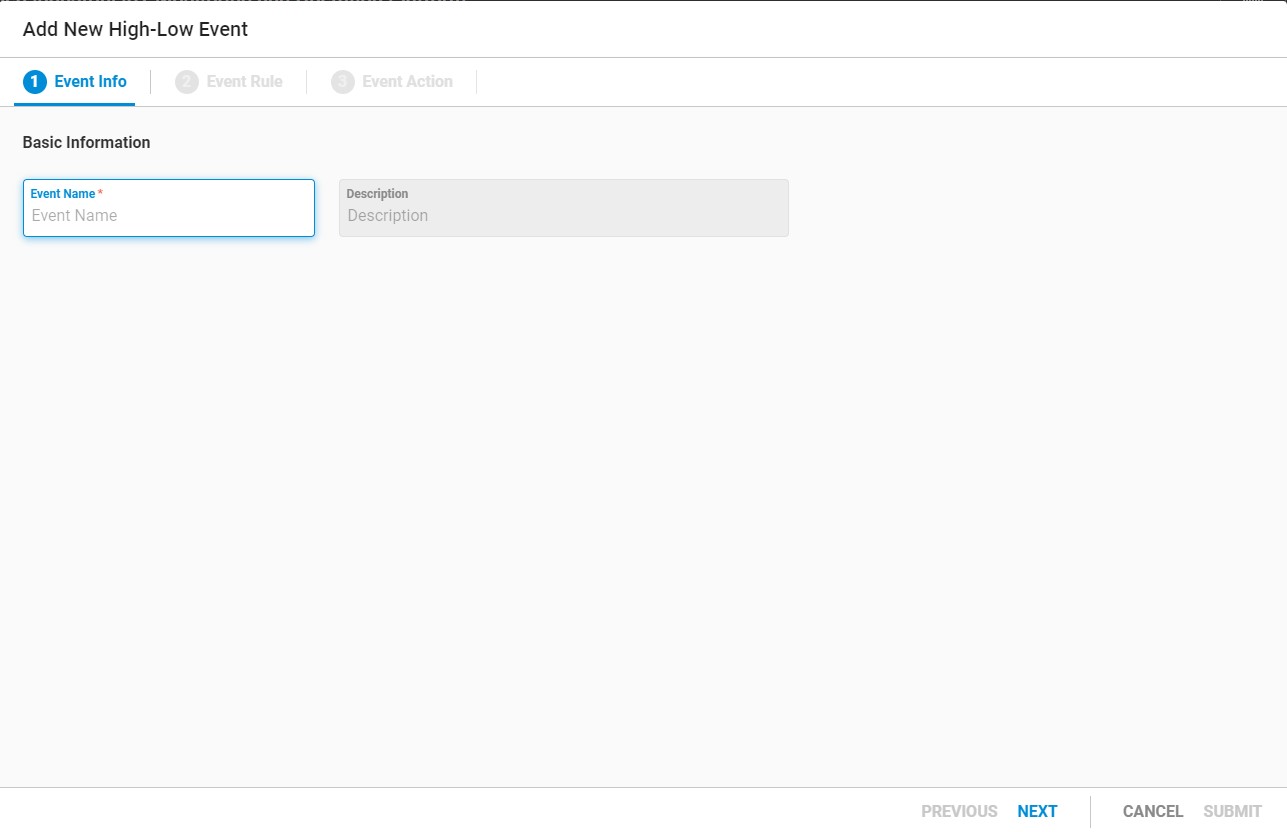 Add New High-Low Event
1 Event Info
2 Event Rule
3 Event Action
Basic Information
Event Name *
Event Name
Description
Description
PREVIOUS NEXT CANCEL SUBMIT